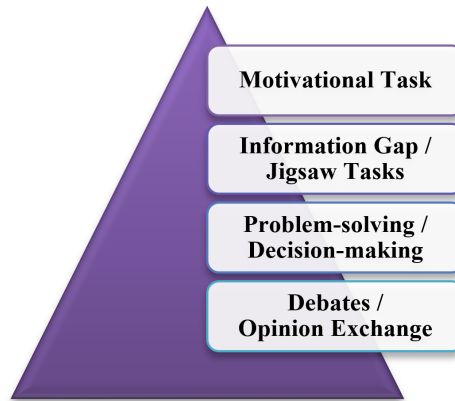 Motivational Task
Information Gap /
Jigsaw Tasks
Problem-solving /
Decision-making
Debates /
Opinion Exchange